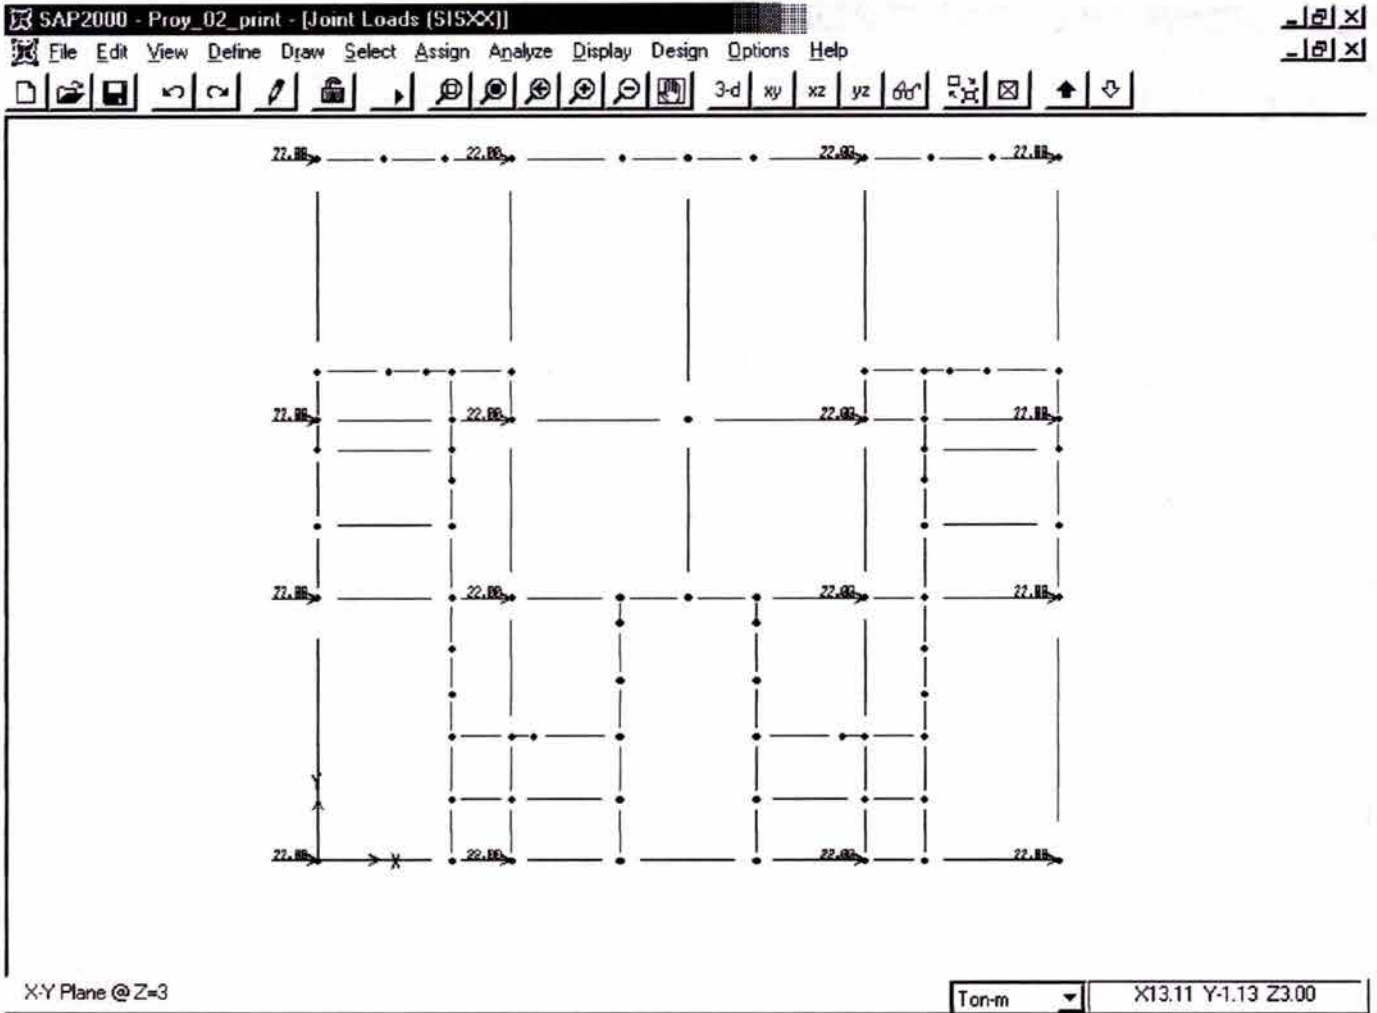 SAP2000 - Proy_02_print - [Joint Loads (SISXX)]
File Edit View Define Draw Select Assign Analyze Display Design Options Help
3-d xy xz yz
22.00 22.00 22.00 22.00
22.00 22.00 22.00 22.00
22.00 22.00 22.00 22.00
Y
22.00 X 22.00 22.00 22.00
X-Y Plane @ Z=3
Ton-m
X13.11 Y-1.13 Z3.00